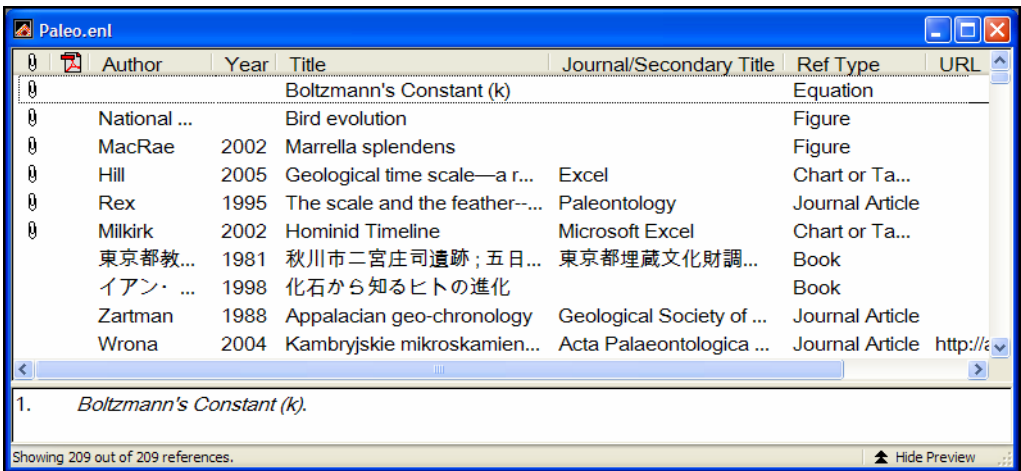 Paleo.enl
Author Year Title Journal/Secondary Title Ref Type URL
Boltzmann's Constant (k) Equation
National ... Bird evolution Figure
MacRae 2002 Marrella splendens Figure
Hill 2005 Geological time scale—a r... Excel Chart or Ta...
Rex 1995 The scale and the feather--... Paleontology Journal Article
Milkirk 2002 Hominid Timeline Microsoft Excel Chart or Ta...
東京都教... 1981 秋川市二宮庄司遺跡 ; 五日... 東京都埋蔵文化財調... Book
イアン・ ... 1998 化石から知るヒトの進化 Book
Zartman 1988 Appalacian geo-chronology Geological Society of ... Journal Article
Wrona 2004 Kambryjskie mikroskamien... Acta Palaeontologica ... Journal Article http://a
1. Boltzmann's Constant (k).
Showing 209 out of 209 references. Hide Preview